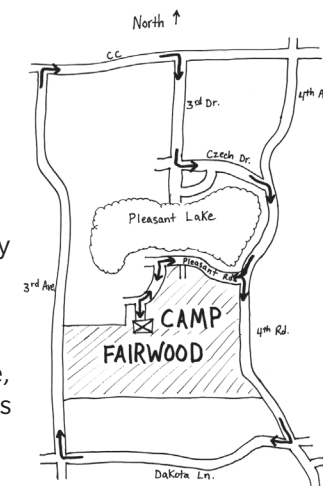 North ↑
CC
3rd Dr.
4th A
Czech Dr.
Pleasant Lake
y
Pleasant Rd.
3rd Ave
CAMP
4th Rd.
FAIRWOOD
e,
s
Dakota Ln.